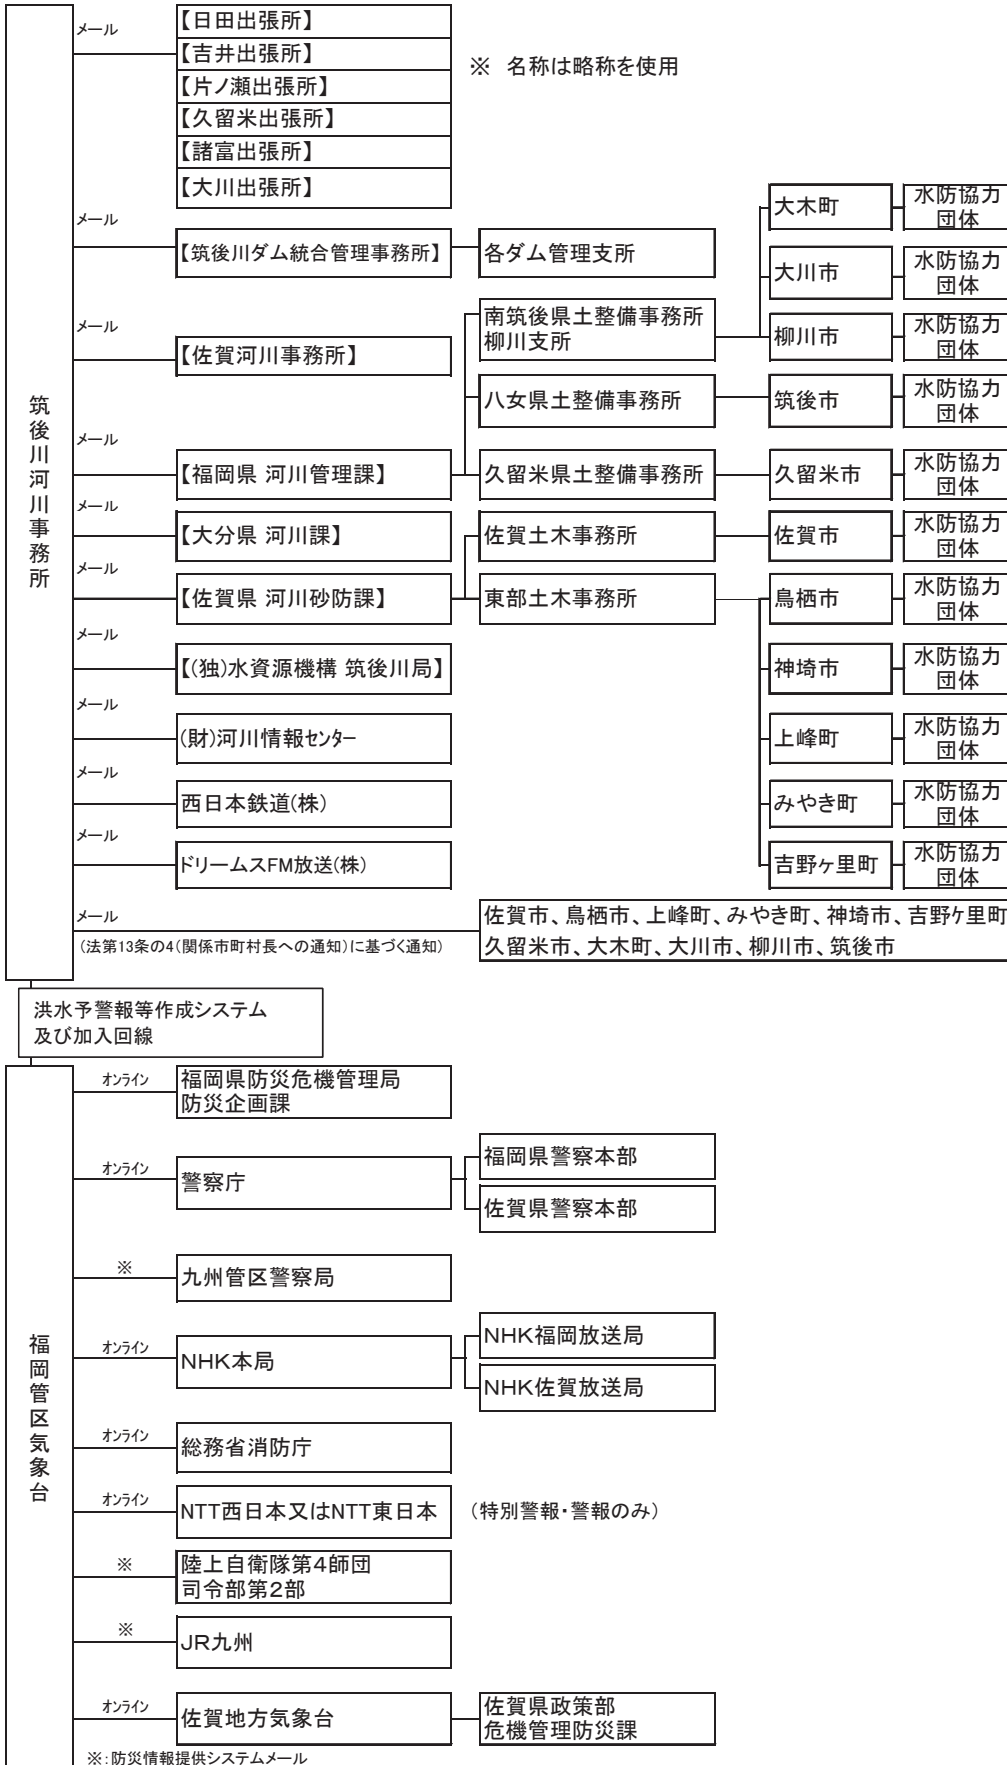 筑後川河川事務所
メール
【日田出張所】
【吉井出張所】
【片ノ瀬出張所】
【久留米出張所】
【諸富出張所】
【大川出張所】
※ 名称は略称を使用
メール
【筑後川ダム統合管理事務所】
各ダム管理支所
メール
【佐賀河川事務所】
メール
【福岡県 河川管理課】
南筑後県土整備事務所
柳川支所
大木町
水防協力
団体
大川市
水防協力
団体
柳川市
水防協力
団体
八女県土整備事務所
筑後市
水防協力
団体
久留米県土整備事務所
久留米市
水防協力
団体
メール
【大分県 河川課】
メール
【佐賀県 河川砂防課】
佐賀土木事務所
佐賀市
水防協力
団体
東部土木事務所
鳥栖市
水防協力
団体
神埼市
水防協力
団体
上峰町
水防協力
団体
みやき町
水防協力
団体
吉野ヶ里町
水防協力
団体
メール
【(独)水資源機構 筑後川局】
メール
(財)河川情報センター
メール
西日本鉄道(株)
メール
ドリームスFM放送(株)
メール
(法第13条の4(関係市町村長への通知)に基づく通知)
佐賀市、鳥栖市、上峰町、みやき町、神埼市、吉野ケ里町
久留米市、大木町、大川市、柳川市、筑後市
洪水予警報等作成システム
及び加入回線
福岡管区気象台
オンライン
福岡県防災危機管理局
防災企画課
オンライン
警察庁
福岡県警察本部
佐賀県警察本部
※
九州管区警察局
オンライン
NHK本局
NHK福岡放送局
NHK佐賀放送局
オンライン
総務省消防庁
オンライン
NTT西日本又はNTT東日本
(特別警報・警報のみ)
※
陸上自衛隊第4師団
司令部第2部
※
JR九州
オンライン
佐賀地方気象台
佐賀県政策部
危機管理防災課
※:防災情報提供システムメール